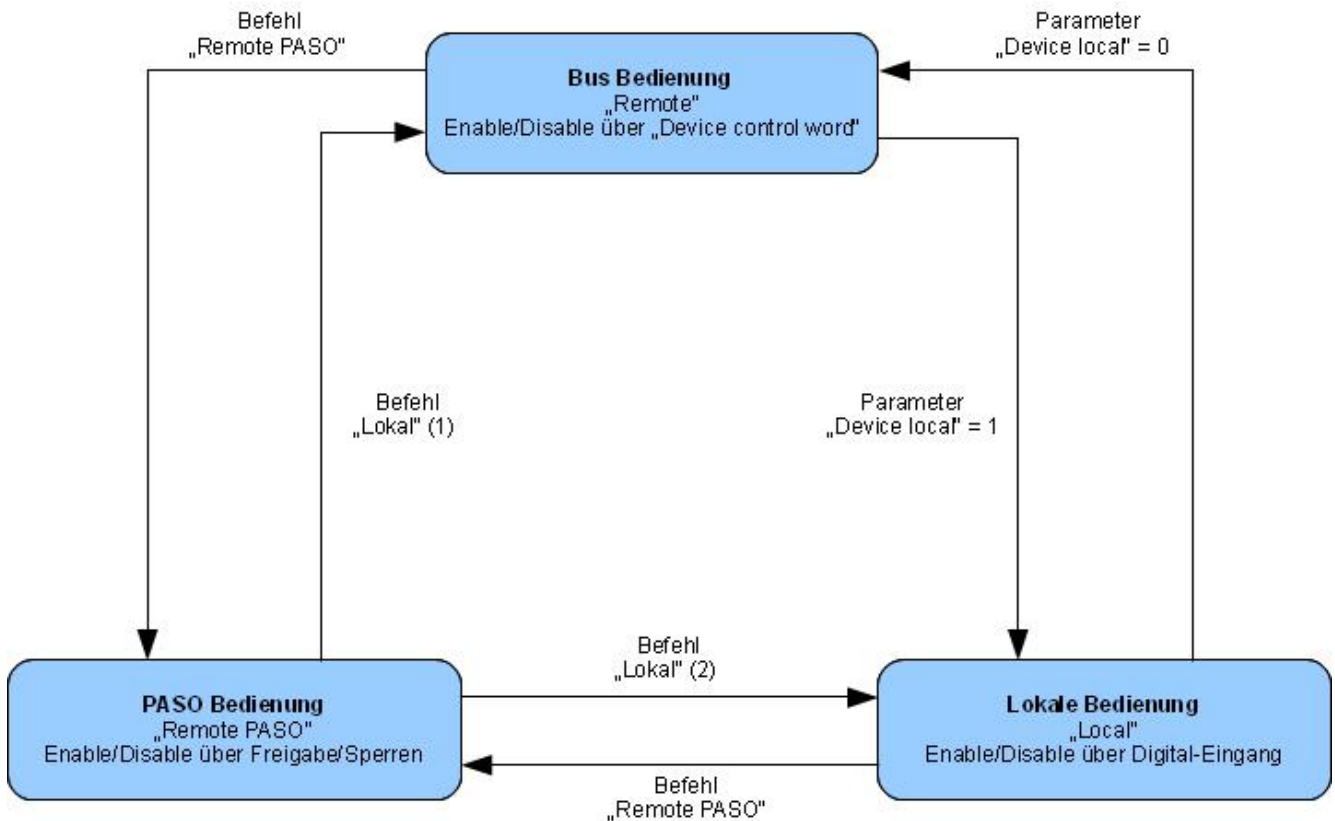 Befehl
„Remote PASO"
Parameter
„Device local" = 0
Bus Bedienung
„Remote"
Enable/Disable über „Device control word"
Befehl
„Lokal" (1)
Parameter
„Device local" = 1
Befehl
„Lokal" (2)
PASO Bedienung
„Remote PASO"
Enable/Disable über Freigabe/Sperren
Lokale Bedienung
„Local"
Enable/Disable über Digital-Eingang
Befehl
„Remote PASO"